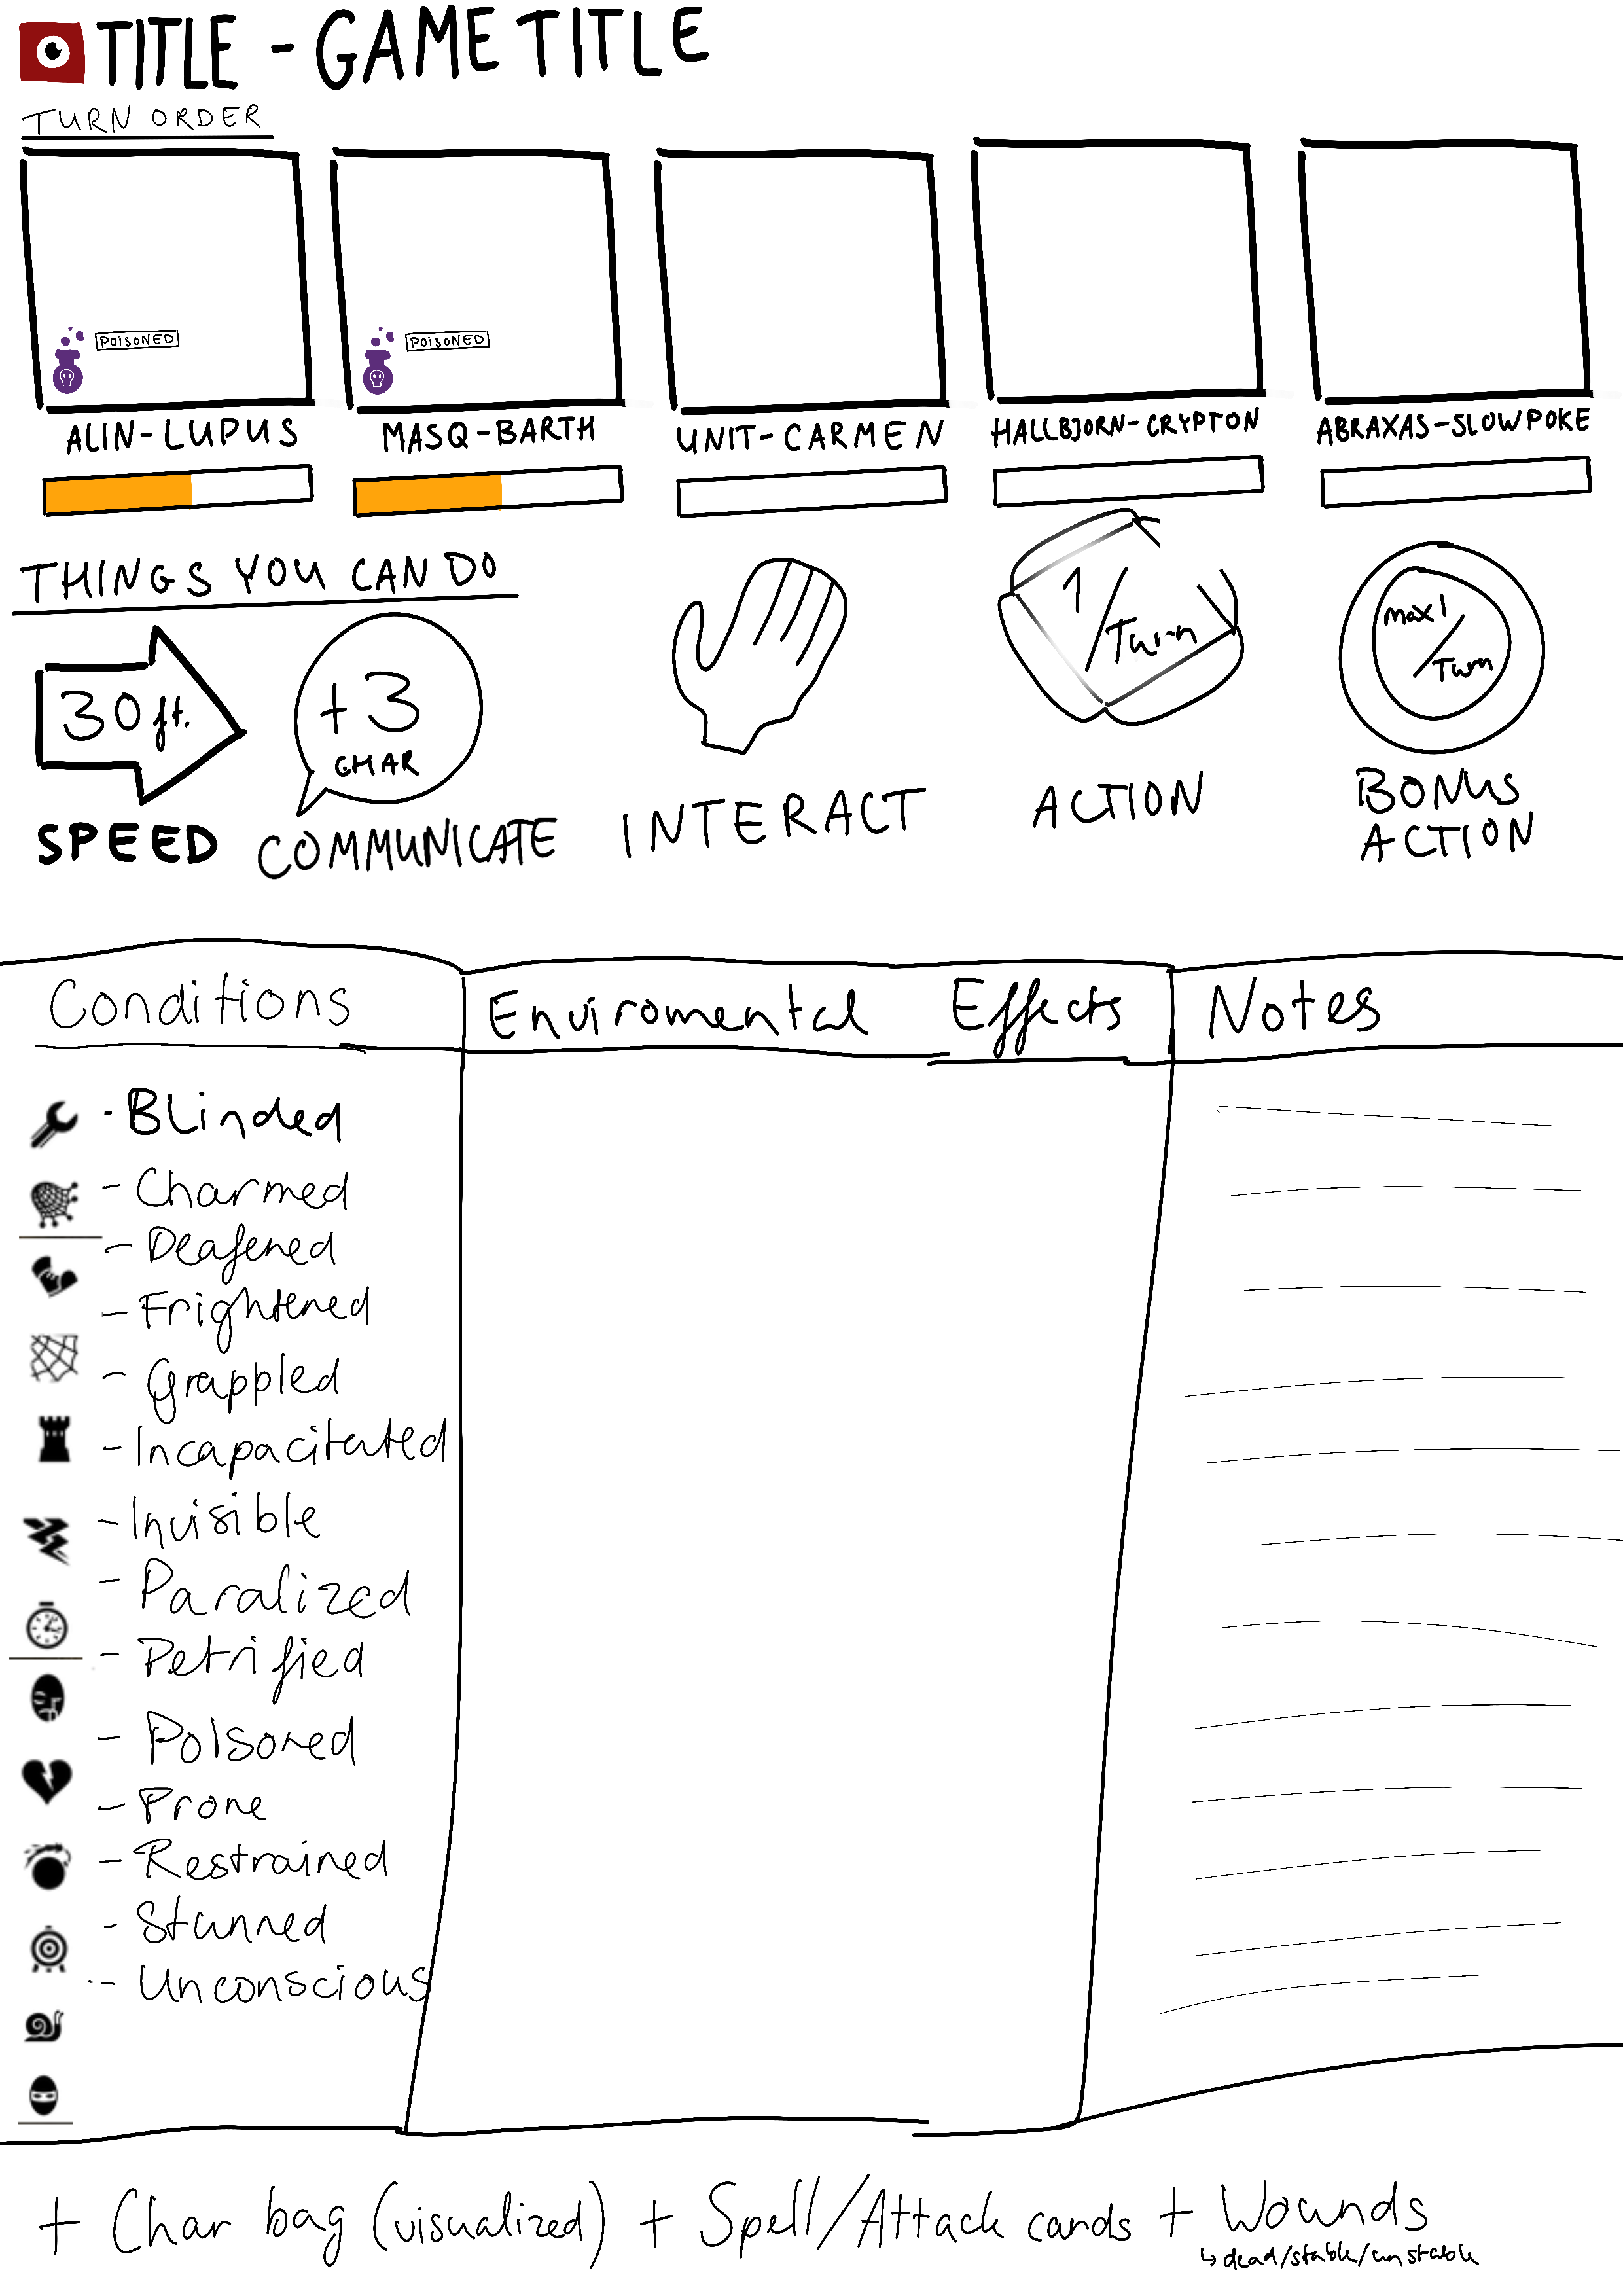 TITLE - GAME TITLE
TURN ORDER
POISONED
POISONED
ALIN-LUPUS
MASQ-BARTH
UNIT-CARMEN
HALLBJORN-CRYPTON
ABRAXAS-SLOWPOKE
THINGS YOU CAN DO
30 ft.
+3
CHAR
1/Turn
max 1/Turn
SPEED
COMMUNICATE
INTERACT
ACTION
BONUS
ACTION
Conditions
Enviromental Effects
Notes
- Blinded
- Charmed
- Deafened
- Frightened
- Grappled
- Incapacitated
- Invisible
- Paralized
- Petrified
- Poisoned
- Prone
- Restrained
- Stunned
- Unconscious
+ Char bag (visualized) + Spell/Attack cards + Wounds
↳ dead/stable/unstable